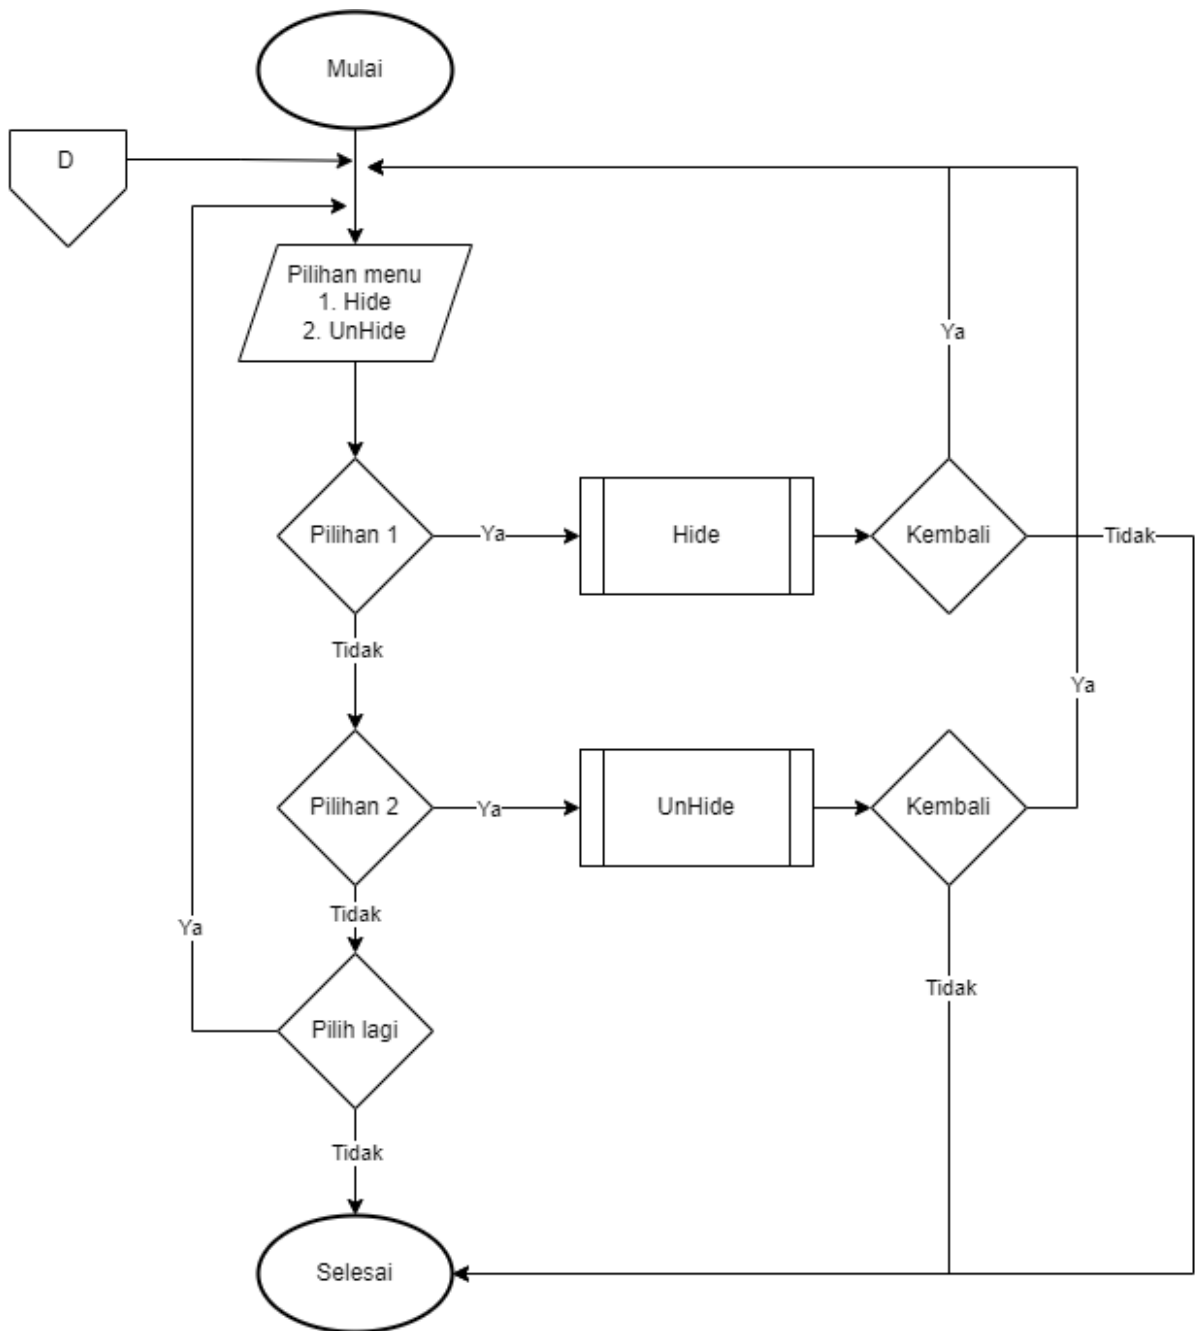 Mulai
D
Pilihan menu
1. Hide
2. UnHide
Ya
Pilihan 1
Ya
Hide
Kembali
Tidak
Tidak
Ya
Pilihan 2
Ya
UnHide
Kembali
Tidak
Ya
Tidak
Pilih lagi
Tidak
Selesai